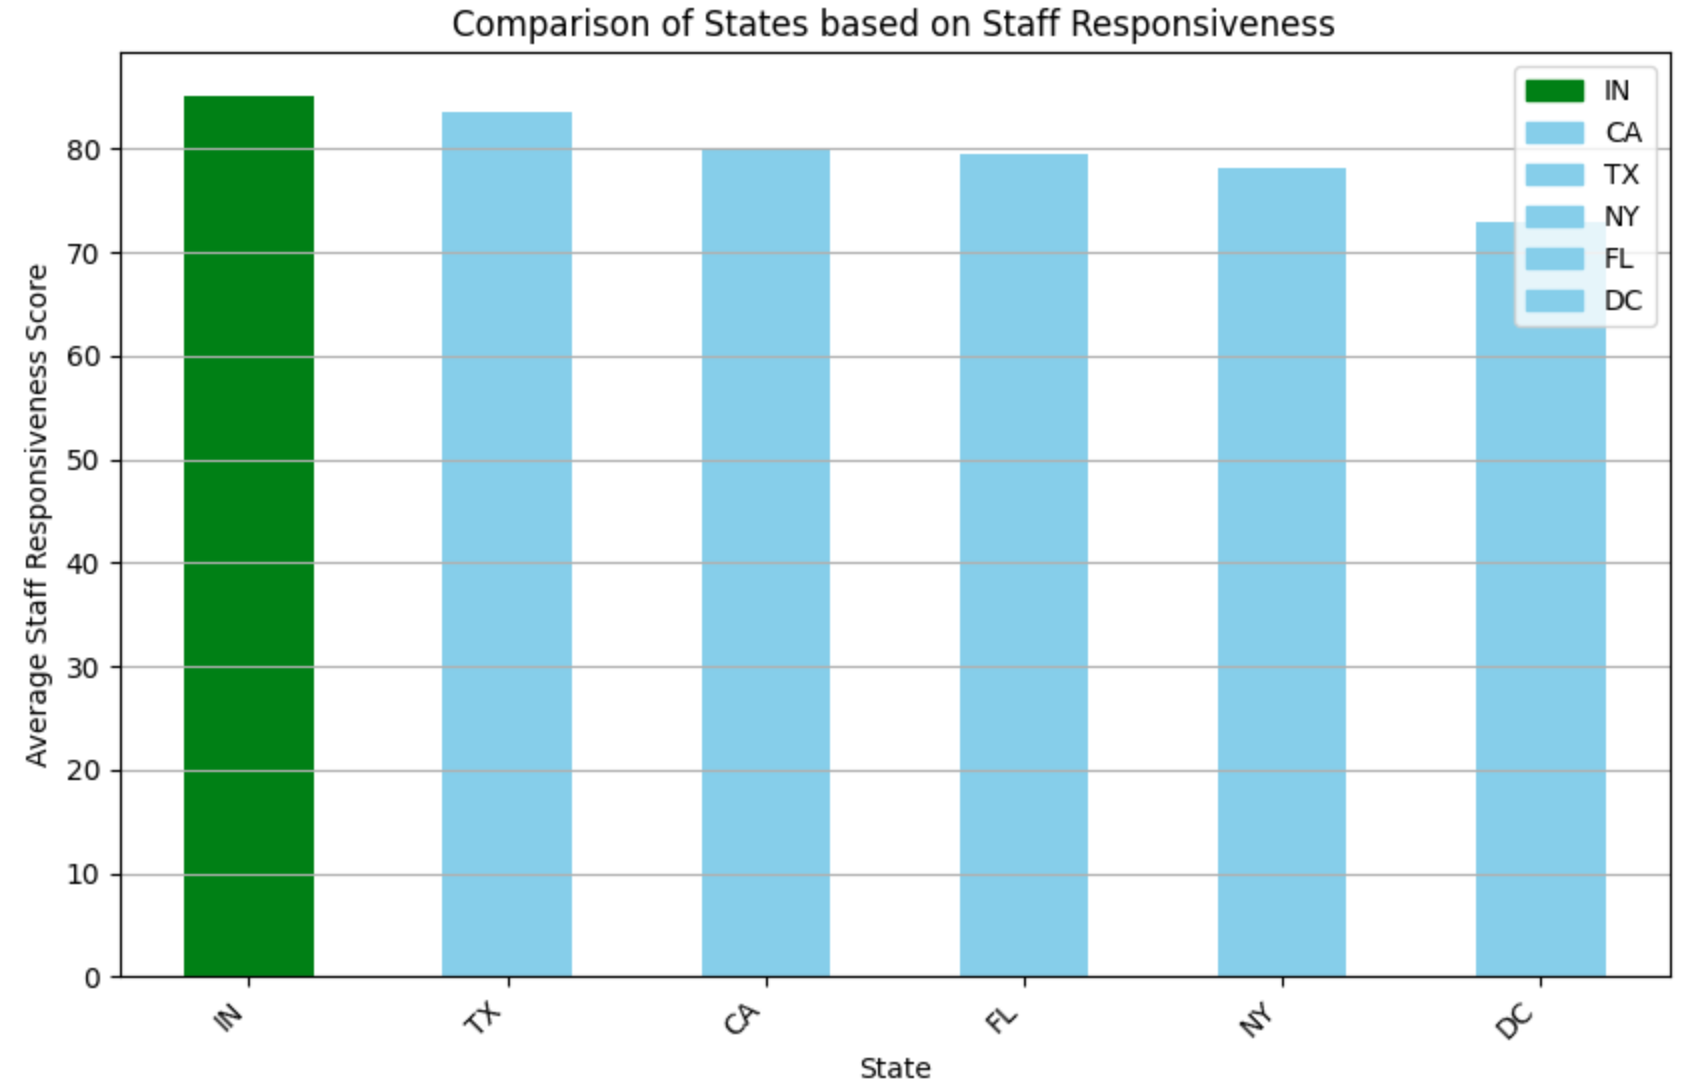 Comparison of States based on Staff Responsiveness
IN
CA
TX
NY
FL
DC
Average Staff Responsiveness Score
80
70
60
50
40
30
20
10
0
IN
TX
CA
FL
NY
DC
State